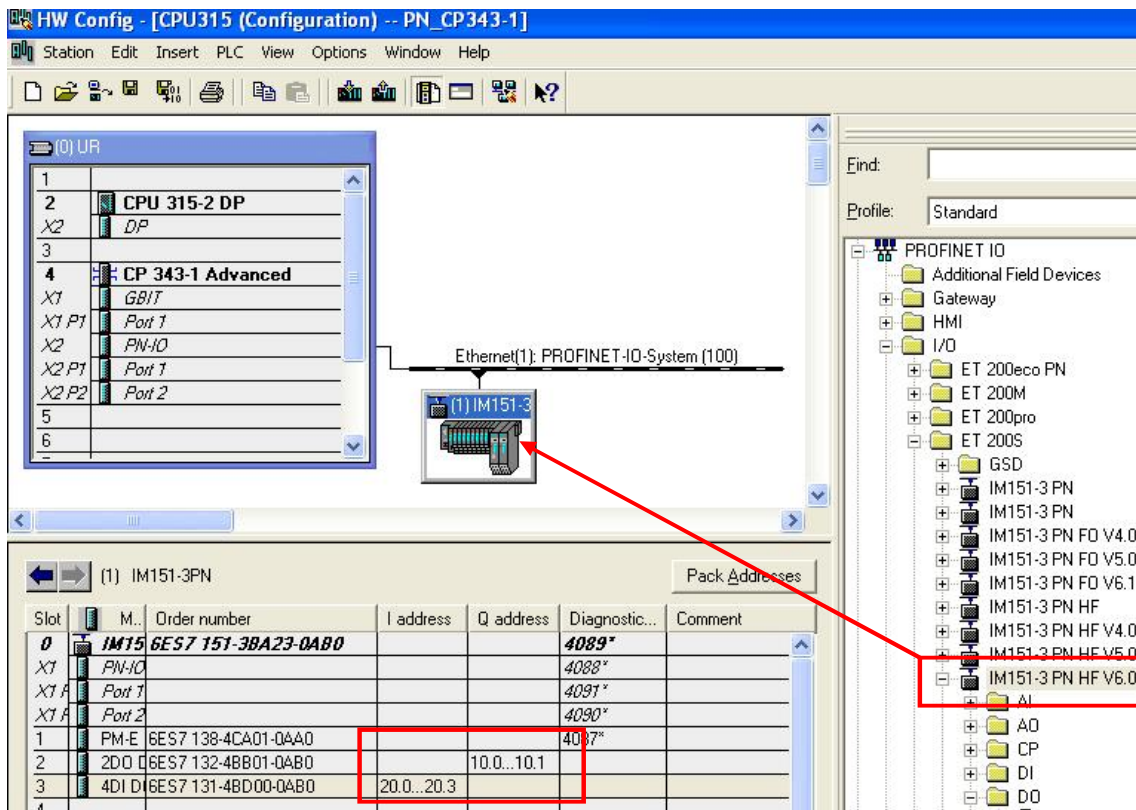 HW Config - [CPU315 (Configuration) -- PN_CP343-1]
Station Edit Insert PLC View Options Window Help
(0) UR
1
2 CPU 315-2 DP
X2 DP
3
4 CP 343-1 Advanced
X1 GBIT
X1 P1 Port 1
X2 PN-IO
X2 P1 Port 1
X2 P2 Port 2
5
6
Ethernet(1): PROFINET-IO-System (100)
(1) IM151-3
Find:
Profile: Standard
PROFINET IO
Additional Field Devices
Gateway
HMI
I/O
ET 200eco PN
ET 200M
ET 200pro
ET 200S
GSD
IM151-3 PN
IM151-3 PN
IM151-3 PN FO V4.0
IM151-3 PN FO V5.0
IM151-3 PN FO V6.1
IM151-3 PN HF
IM151-3 PN HF V4.0
IM151-3 PN HF V5.0
IM151-3 PN HF V6.0
AI
AO
CP
DI
DO
(1) IM151-3PN
Pack Addresses
Slot M.. Order number I address Q address Diagnostic... Comment
0 IM15 6ES7 151-3BA23-0AB0 4089*
X1 PN-IO 4088*
X1 P Port 1 4091*
X1 P Port 2 4090*
1 PM-E 6ES7 138-4CA01-0AA0 4087*
2 2DO D 6ES7 132-4BB01-0AB0 10.0...10.1
3 4DI D 6ES7 131-4BD00-0AB0 20.0...20.3
4